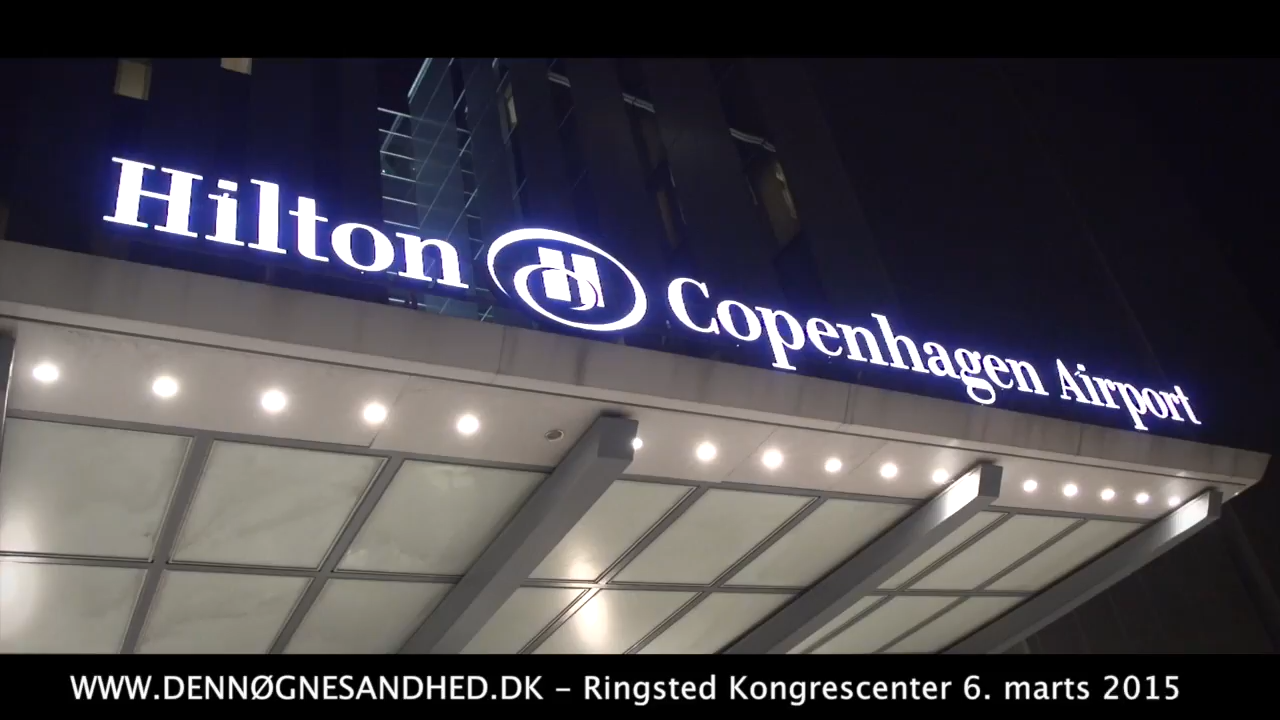 Hilton H Copenhagen Airport
WWW.DENNØGNESANDHED.DK – Ringsted Kongrescenter 6. marts 2015